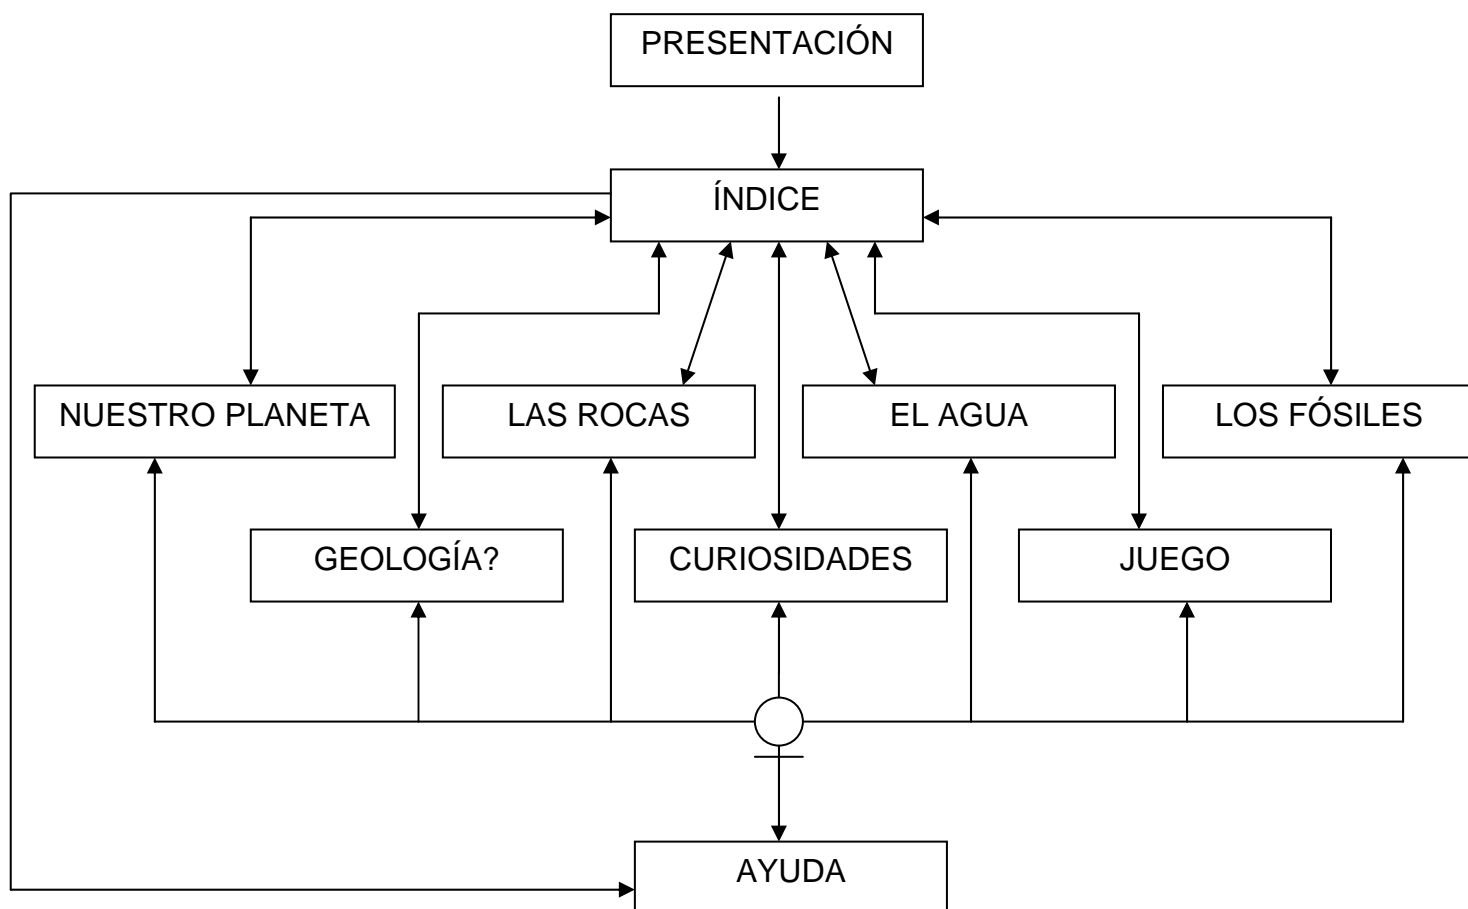 PRESENTACIÓN
ÍNDICE
NUESTRO PLANETA
LAS ROCAS
EL AGUA
LOS FÓSILES
GEOLOGÍA?
CURIOSIDADES
JUEGO
AYUDA